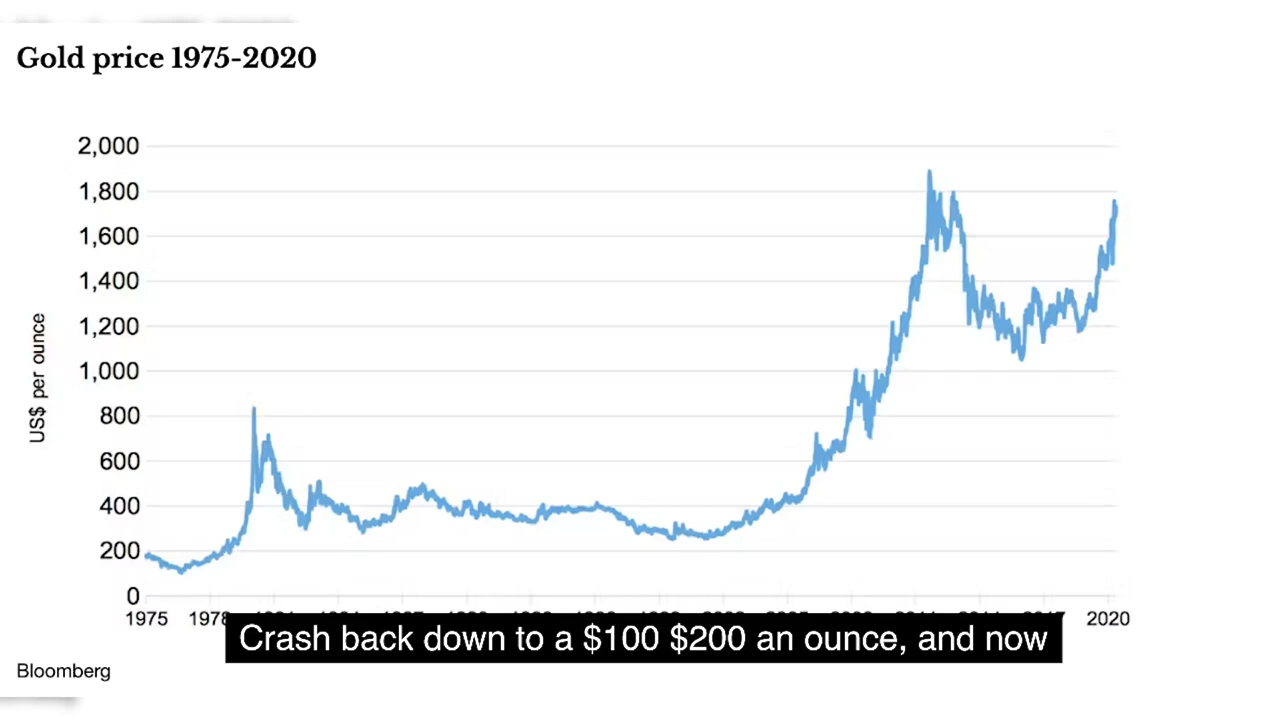 Gold price 1975-2020
2,000
1,800
1,600
1,400
1,200
1,000
800
600
400
200
0
US$ per ounce
1975 1978 2020
Crash back down to a $100 $200 an ounce, and now
Bloomberg